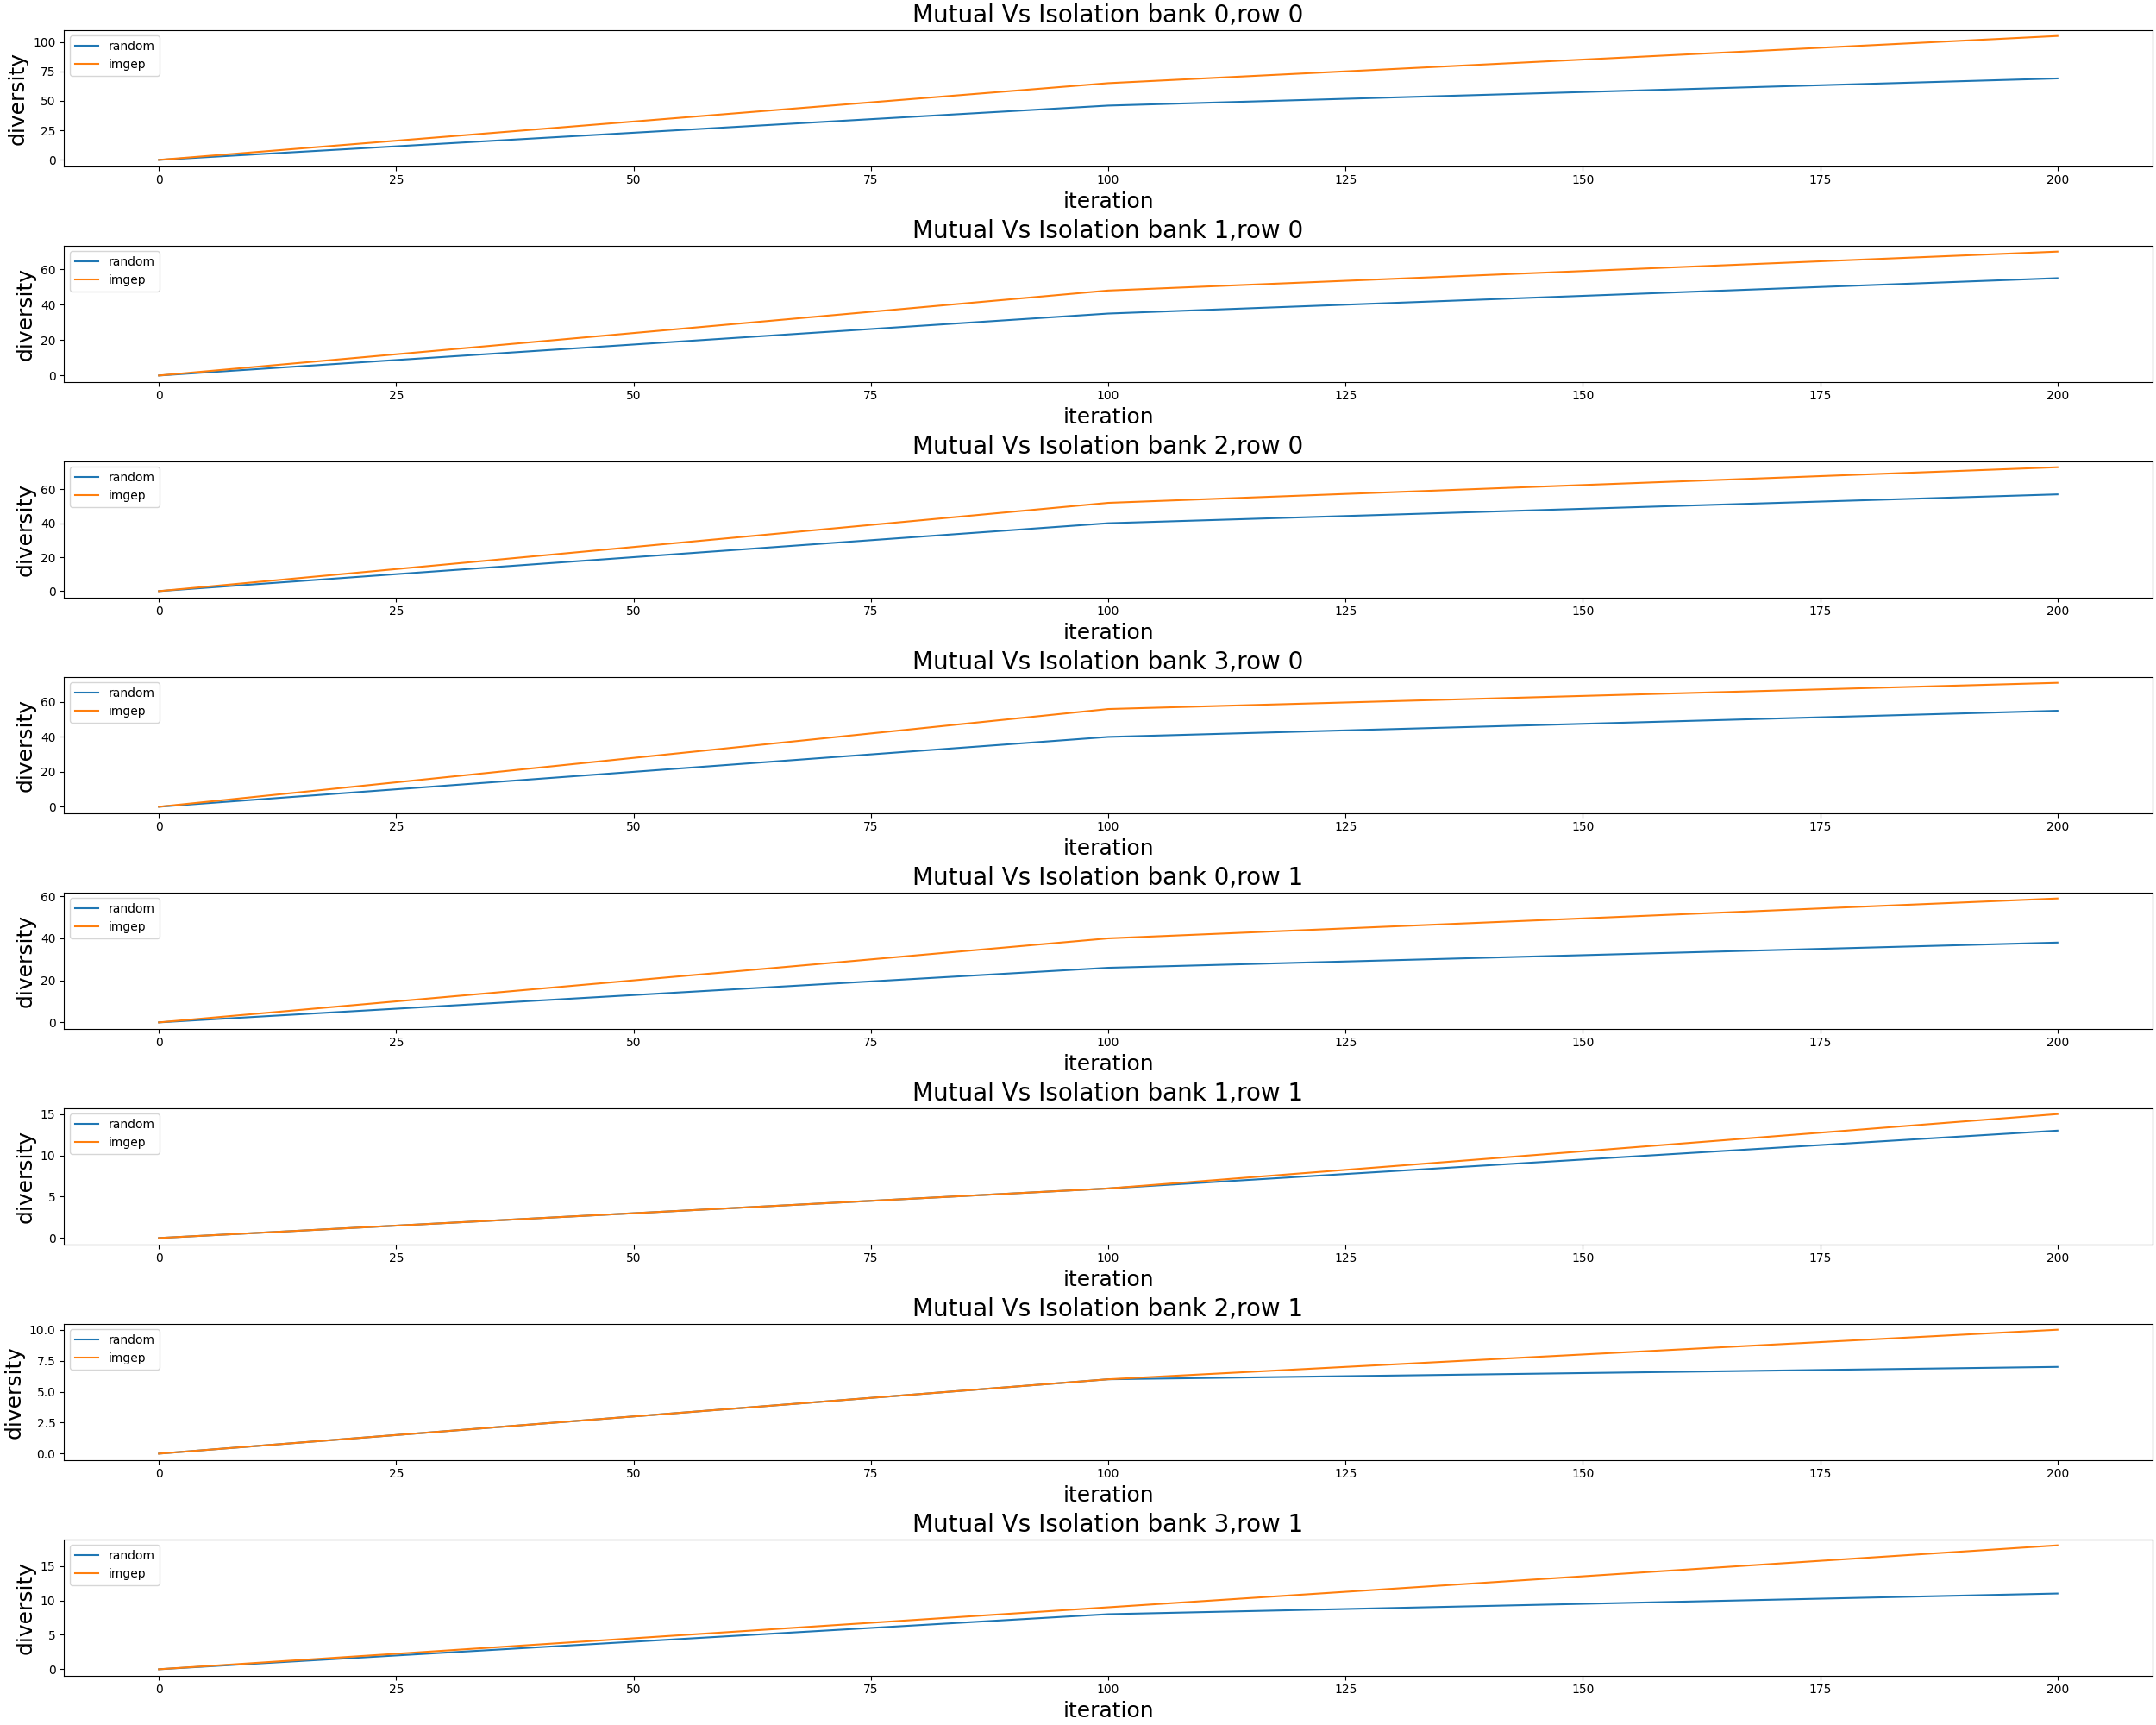 Mutual Vs Isolation bank 0,row 0
random
imgep
diversity
100
75
50
25
0
0 25 50 75 100 125 150 175 200
iteration
Mutual Vs Isolation bank 1,row 0
random
imgep
diversity
60
40
20
0
0 25 50 75 100 125 150 175 200
iteration
Mutual Vs Isolation bank 2,row 0
random
imgep
diversity
60
40
20
0
0 25 50 75 100 125 150 175 200
iteration
Mutual Vs Isolation bank 3,row 0
random
imgep
diversity
60
40
20
0
0 25 50 75 100 125 150 175 200
iteration
Mutual Vs Isolation bank 0,row 1
random
imgep
diversity
60
40
20
0
0 25 50 75 100 125 150 175 200
iteration
Mutual Vs Isolation bank 1,row 1
random
imgep
diversity
15
10
5
0
0 25 50 75 100 125 150 175 200
iteration
Mutual Vs Isolation bank 2,row 1
random
imgep
diversity
10.0
7.5
5.0
2.5
0.0
0 25 50 75 100 125 150 175 200
iteration
Mutual Vs Isolation bank 3,row 1
random
imgep
diversity
15
10
5
0
0 25 50 75 100 125 150 175 200
iteration